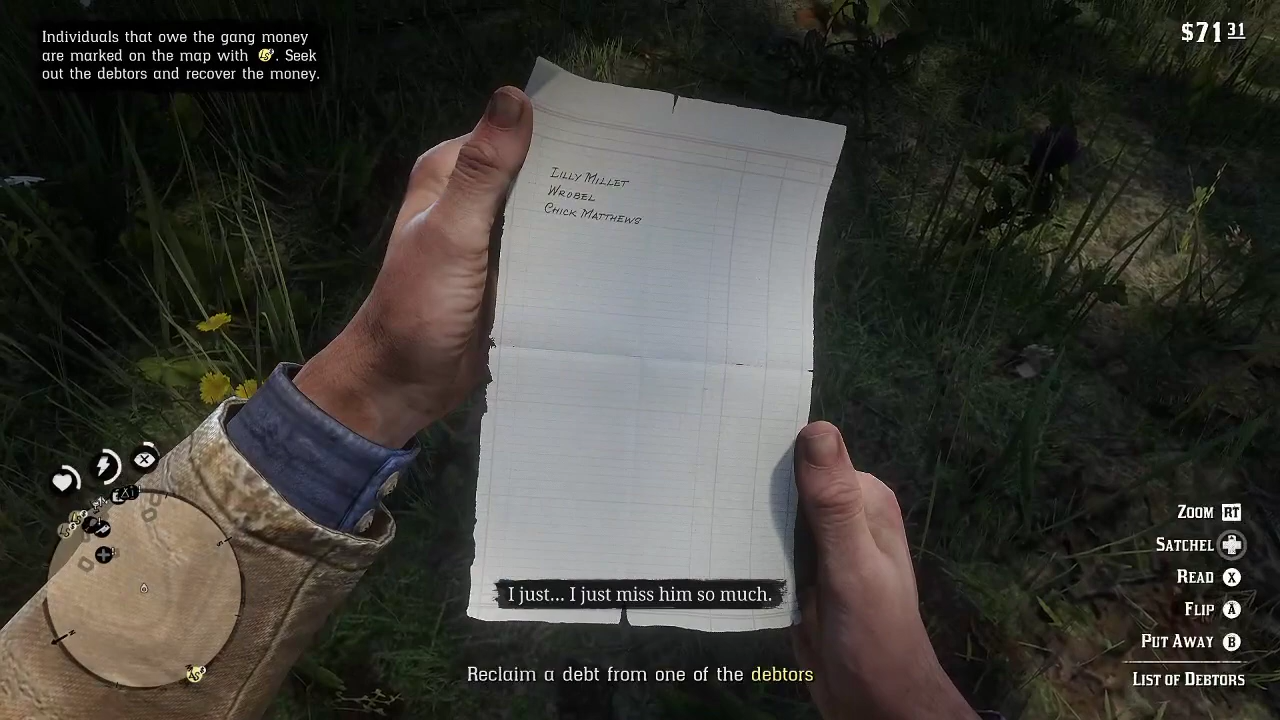 Individuals that owe the gang money
are marked on the map with LS. Seek
out the debtors and recover the money.
$71 31
Lilly Millet
Wrobel
Chick Matthews
Zoom RT
Satchel
Read X
Flip A
Put Away B
List of Debtors
I just... I just miss him so much.
Reclaim a debt from one of the debtors